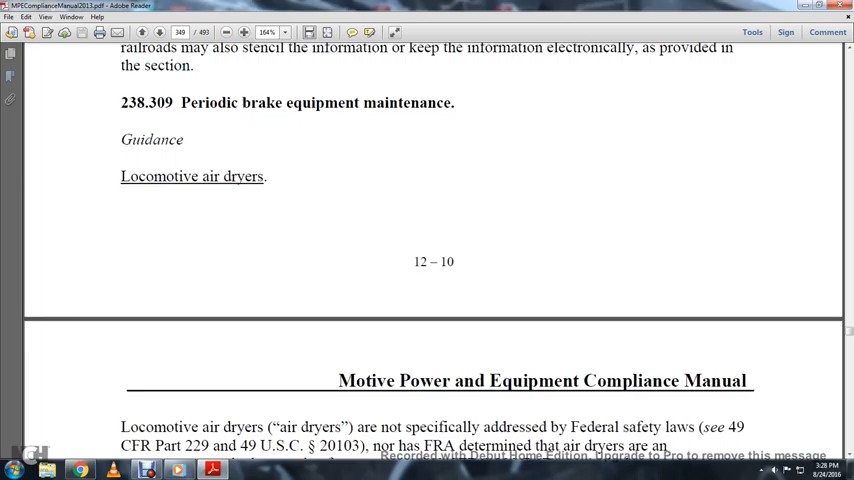 MPEComplianceManual2013.pdf - Adobe Reader
File Edit View Window Help
349 / 493 164% Tools Sign Comment
railroads may also stencil the information or keep the information electronically, as provided in
the section.
238.309 Periodic brake equipment maintenance.
Guidance
Locomotive air dryers.
12 – 10
Motive Power and Equipment Compliance Manual
Locomotive air dryers (“air dryers”) are not specifically addressed by Federal safety laws (see 49
CFR Part 229 and 49 U.S.C. § 20103), nor has FRA determined that air dryers are an
Recorded with Debut Home Edition. Upgrade to Pro to remove this message
NCH
3:28 PM
8/24/2016